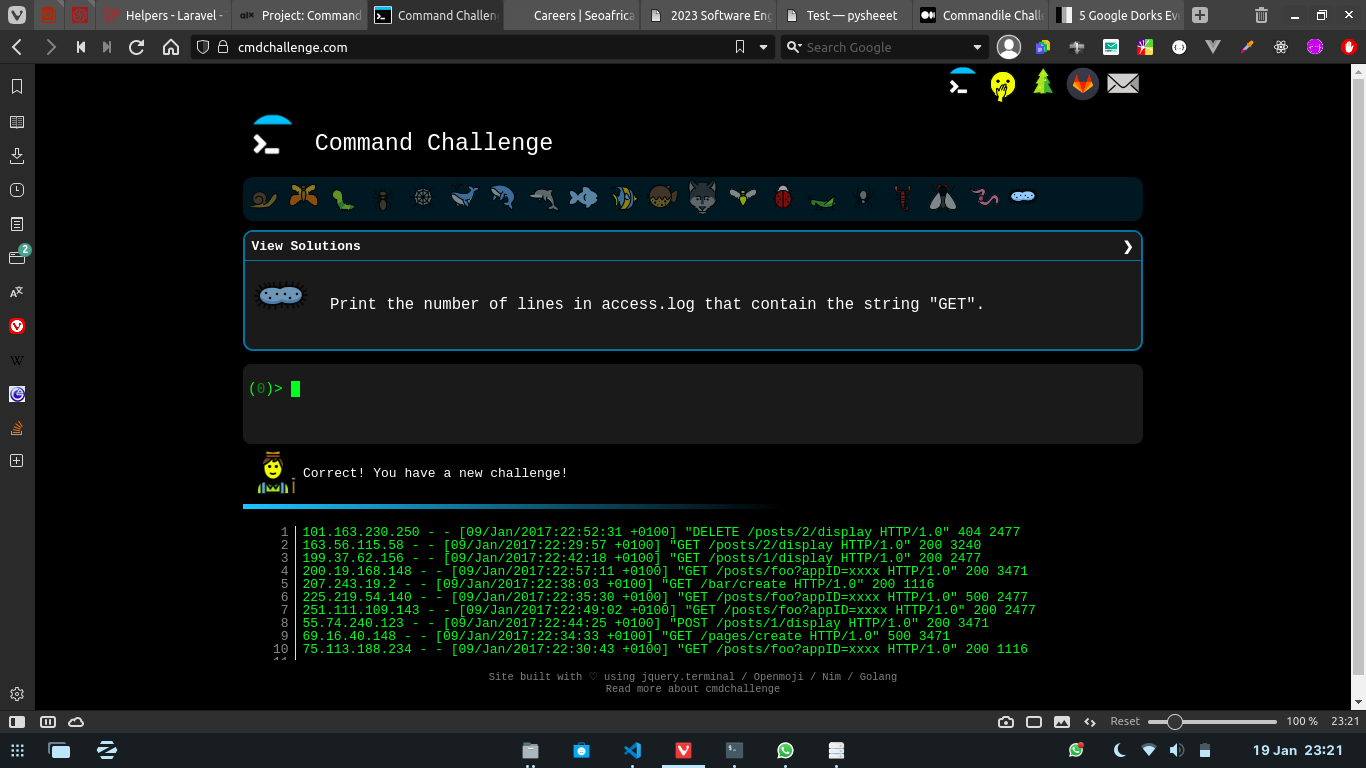 Helpers - Laravel -
Project: Command
Command Challen
Careers | Seoafrica
2023 Software Eng
Test — pysheeet
Commandile Chall
5 Google Dorks Eve
cmdchallenge.com
Search Google
Command Challenge
View Solutions
Print the number of lines in access.log that contain the string "GET".
(0)>
Correct! You have a new challenge!
1 101.163.230.250 - - [09/Jan/2017:22:52:31 +0100] "DELETE /posts/2/display HTTP/1.0" 404 2477
2 163.56.115.58 - - [09/Jan/2017:22:29:57 +0100] "GET /posts/2/display HTTP/1.0" 200 3240
3 199.37.62.156 - - [09/Jan/2017:22:42:18 +0100] "GET /posts/1/display HTTP/1.0" 200 2477
4 200.19.168.148 - - [09/Jan/2017:22:57:11 +0100] "GET /posts/foo?appID=xxxx HTTP/1.0" 200 3471
5 207.243.19.2 - - [09/Jan/2017:22:38:03 +0100] "GET /bar/create HTTP/1.0" 200 1116
6 225.219.54.140 - - [09/Jan/2017:22:35:30 +0100] "GET /posts/foo?appID=xxxx HTTP/1.0" 500 2477
7 251.111.109.143 - - [09/Jan/2017:22:49:02 +0100] "GET /posts/foo?appID=xxxx HTTP/1.0" 200 2477
8 55.74.240.123 - - [09/Jan/2017:22:44:25 +0100] "POST /posts/1/display HTTP/1.0" 200 3471
9 69.16.40.148 - - [09/Jan/2017:22:34:33 +0100] "GET /pages/create HTTP/1.0" 500 3471
10 75.113.188.234 - - [09/Jan/2017:22:30:43 +0100] "GET /posts/foo?appID=xxxx HTTP/1.0" 200 1116
Site built with ♡ using jquery.terminal / Openmoji / Nim / Golang
Read more about cmdchallenge
2
Reset
100 %
23:21
19 Jan 23:21